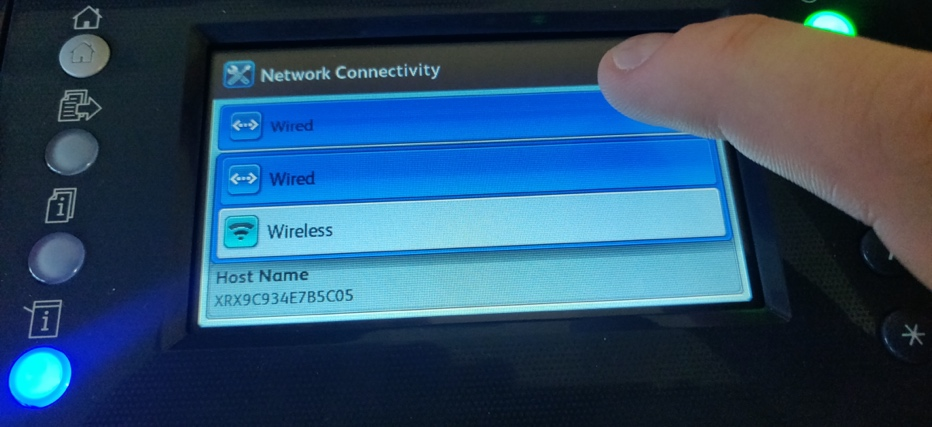 Network Connectivity
Wired
Wired
Wireless
Host Name
XRX9C934E7B5C05